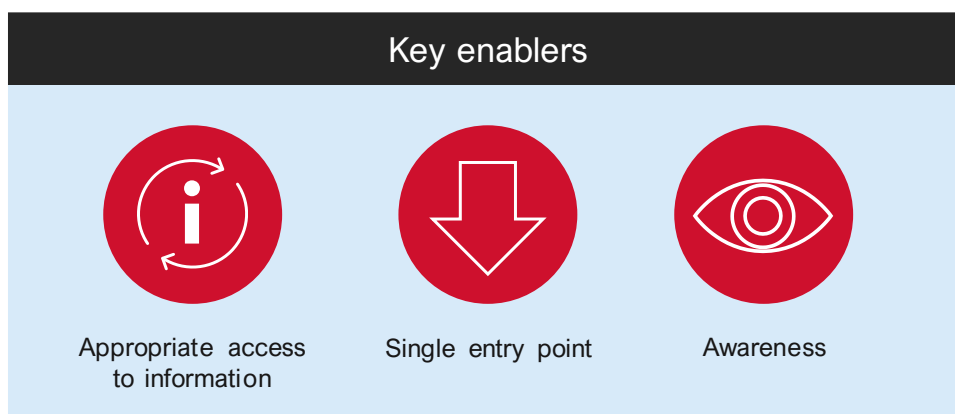 Key enablers
Appropriate access
to information
Single entry point
Awareness